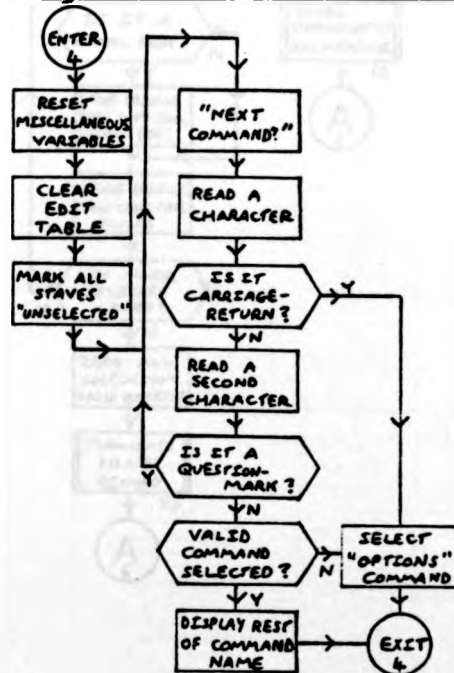 ENTER
4
RESET
MISCELLANEOUS
VARIABLES
CLEAR
EDIT
TABLE
MARK ALL
STAVES
"UNSELECTED"
"NEXT
COMMAND?"
READ A
CHARACTER
IS IT
CARRIAGE-
RETURN?
Y
N
READ A
SECOND
CHARACTER
IS IT A
QUESTION-
MARK?
Y
N
VALID
COMMAND
SELECTED?
N
Y
SELECT
"OPTIONS"
COMMAND
DISPLAY REST
OF COMMAND
NAME
EXIT
4